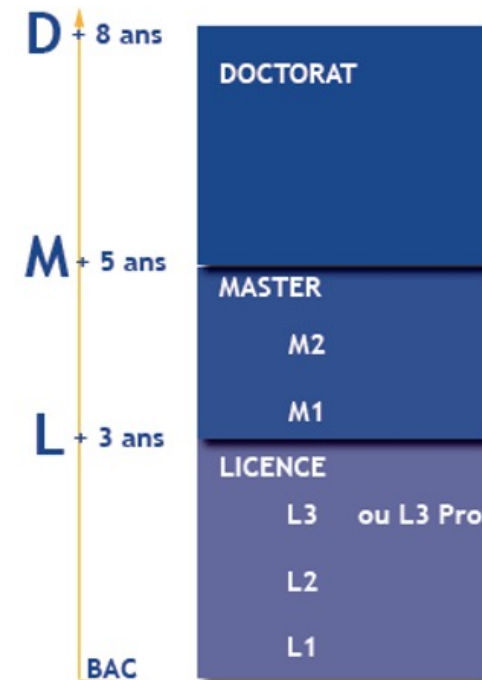 D + 8 ans
DOCTORAT
M + 5 ans
MASTER
M2
M1
L + 3 ans
LICENCE
L3 ou L3 Pro
L2
L1
BAC